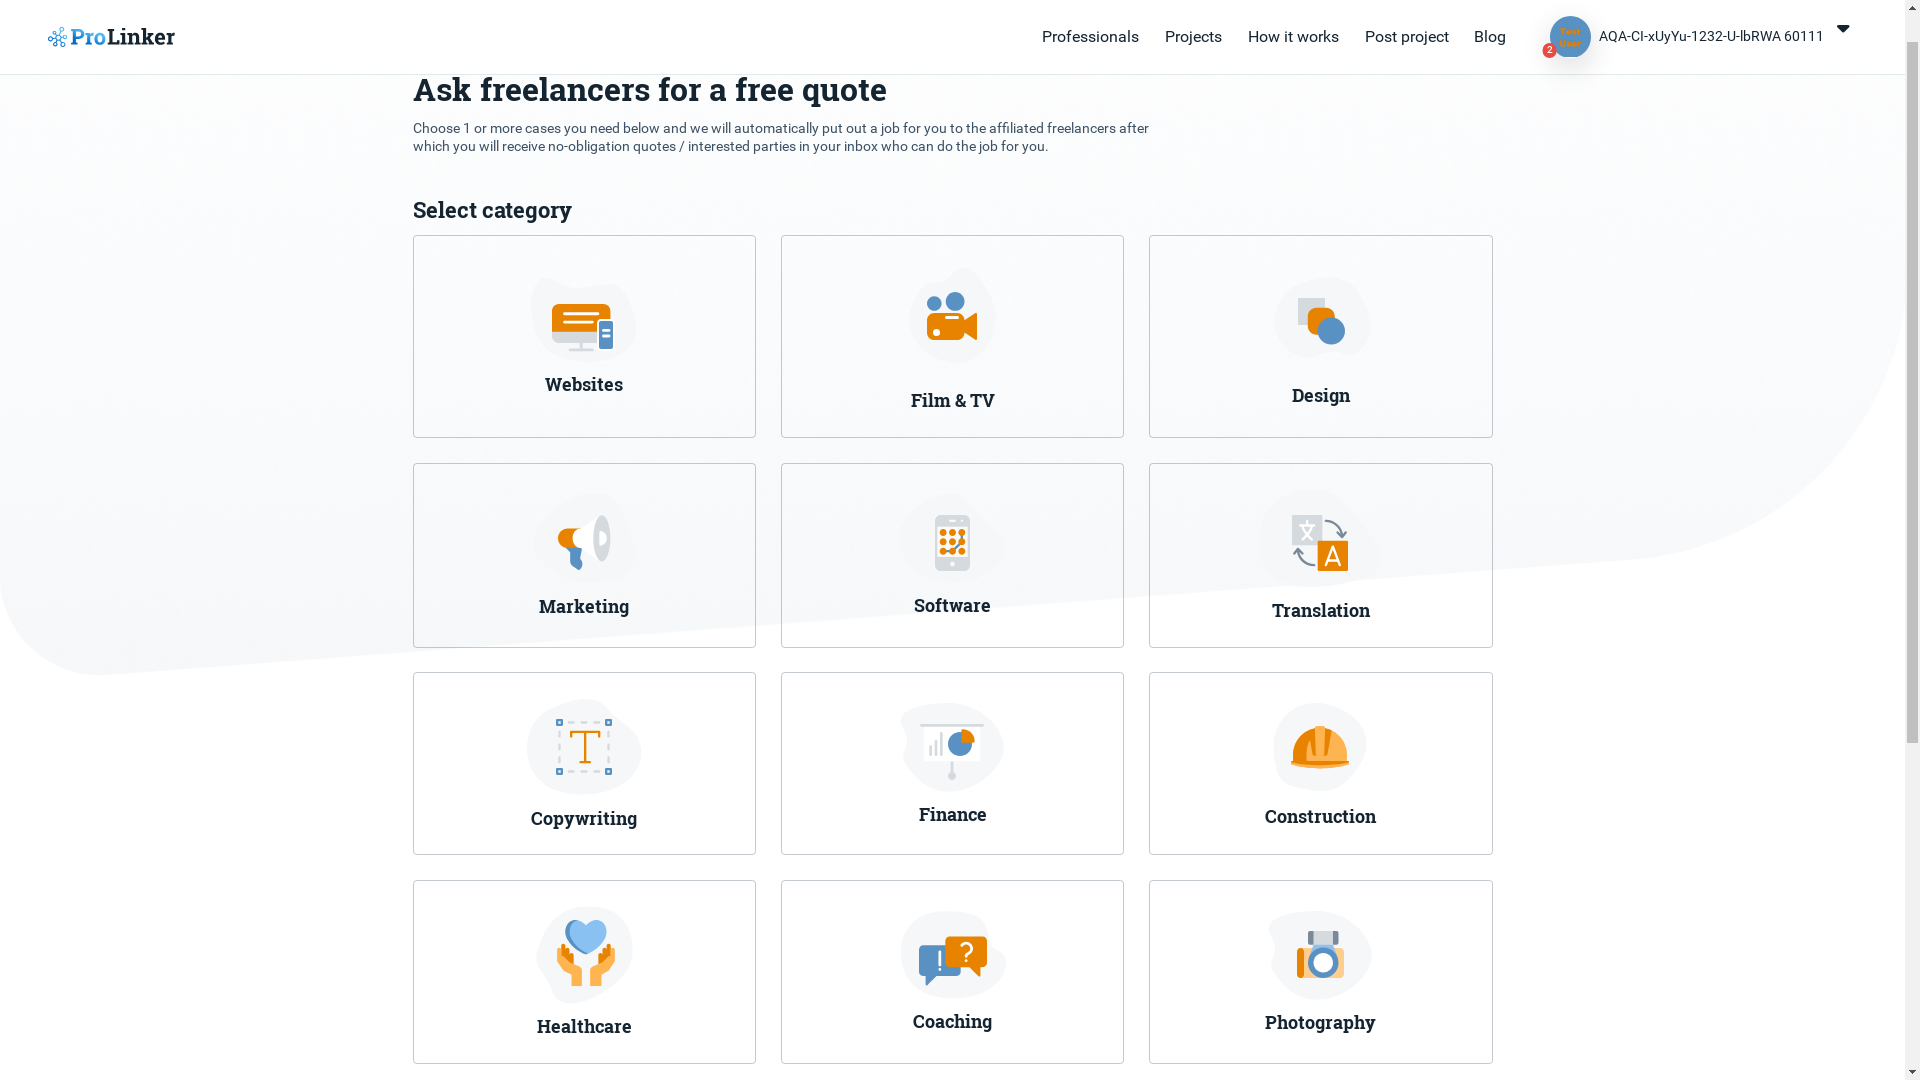 ProLinker
Professionals
Projects
How it works
Post project
Blog
Test
User
2
AQA-CI-xUyYu-1232-U-lbRWA 60111
Ask freelancers for a free quote
Choose 1 or more cases you need below and we will automatically put out a job for you to the affiliated freelancers after
which you will receive no-obligation quotes / interested parties in your inbox who can do the job for you.
Select category
Websites
Film & TV
Design
Marketing
Software
Translation
Copywriting
Finance
Construction
Healthcare
Coaching
Photography